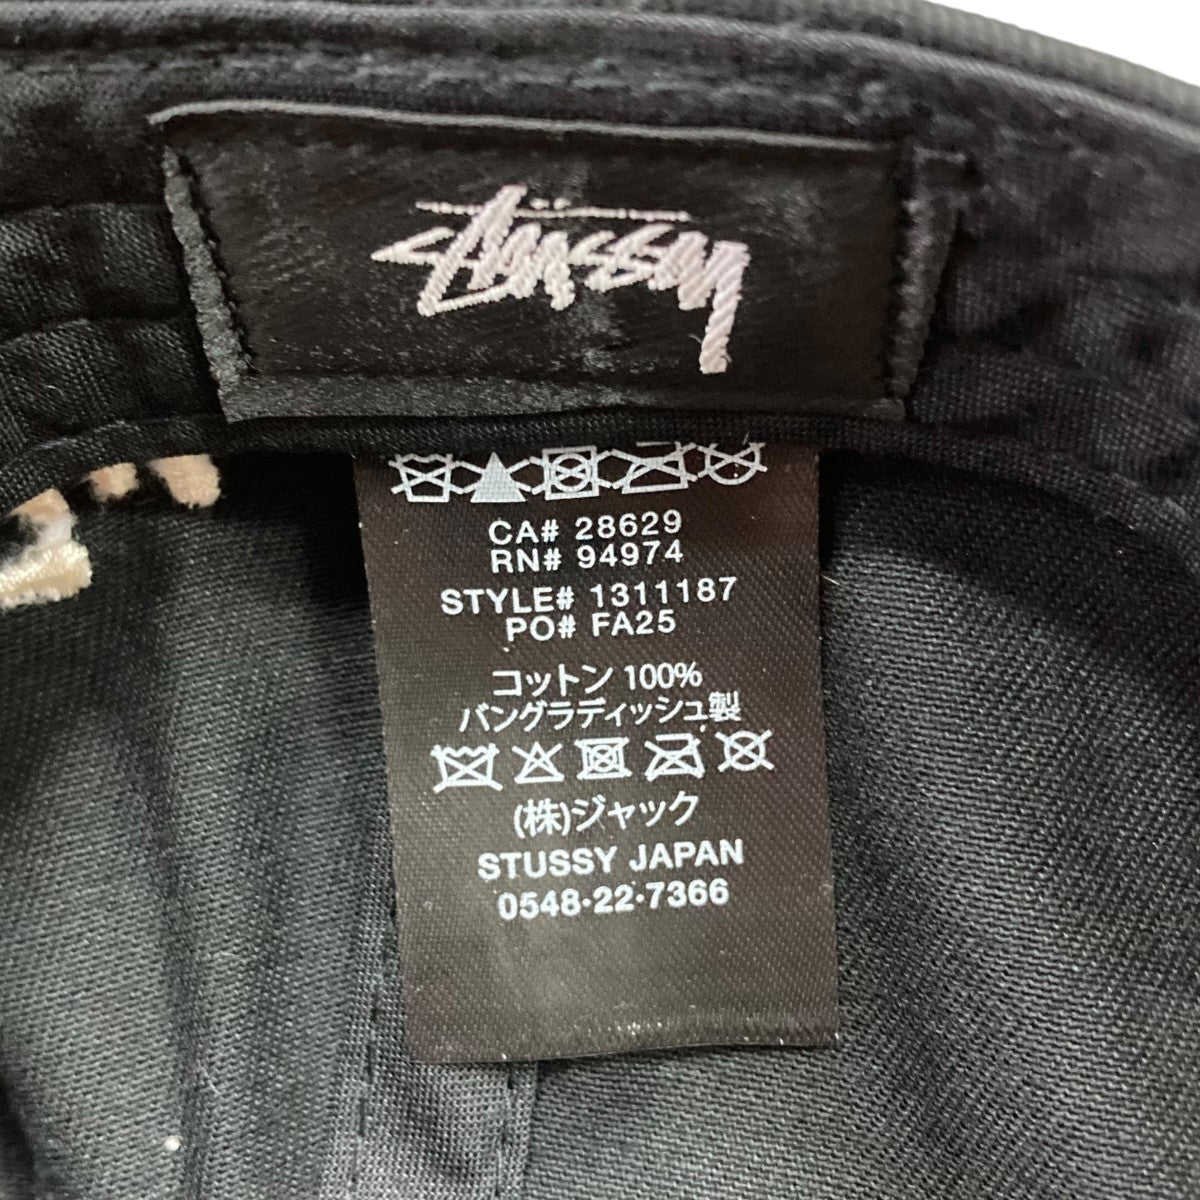 Stüssy
CA# 28629
RN# 94974
STYLE# 1311187
PO# FA25
コットン 100%
バングラディッシュ製
(株)ジャック
STUSSY JAPAN
0548·22·7366